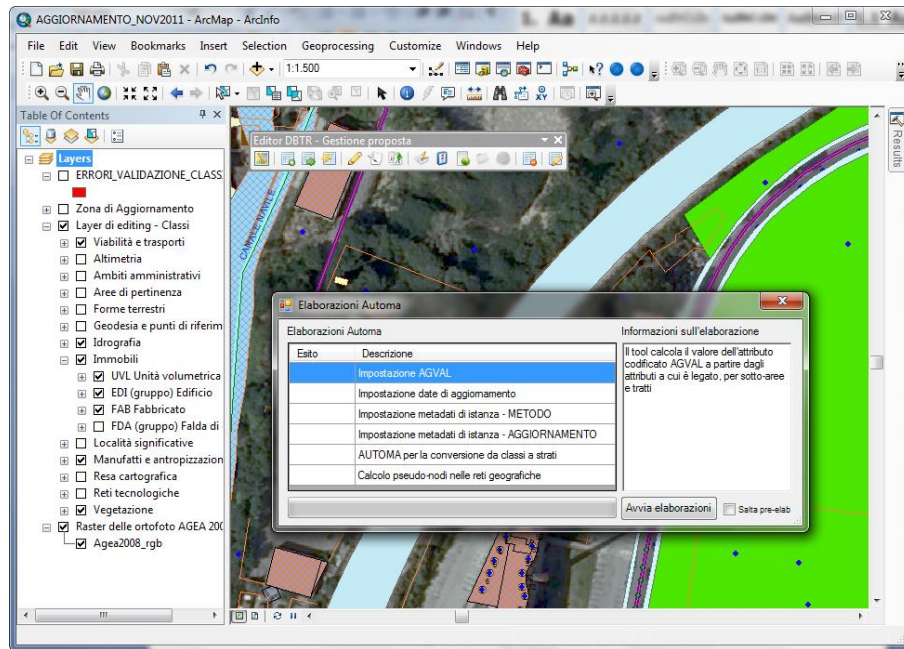 AGGIORNAMENTO_NOV2011 - ArcMap - ArcInfo
File Edit View Bookmarks Insert Selection Geoprocessing Customize Windows Help
1:1.500
Table Of Contents
Layers
ERRORI_VALIDAZIONE_CLASS
Zona di Aggiornamento
Layer di editing - Classi
Viabilità e trasporti
Altimetria
Ambiti amministrativi
Aree di pertinenza
Forme terrestri
Geodesia e punti di riferim
Idrografia
Immobili
UVL Unità volumetrica
EDI (gruppo) Edificio
FAB Fabbricato
FDA (gruppo) Falda di
Località significative
Manufatti e antropizzazion
Resa cartografica
Reti tecnologiche
Vegetazione
Raster delle ortofoto AGEA 200
Agea2008_rgb
Editor DBTR - Gestione proposta
CANALE NAVILE
Results
Elaborazioni Automa
Elaborazioni Automa
Esito Descrizione
Impostazione AGVAL
Impostazione date di aggiornamento
Impostazione metadati di istanza - METODO
Impostazione metadati di istanza - AGGIORNAMENTO
AUTOMA per la conversione da classi a strati
Calcolo pseudo-nodi nelle reti geografiche
Informazioni sull'elaborazione
Il tool calcola il valore dell'attributo
codificato AGVAL a partire dagli
attributi a cui è legato, per sotto-aree
e tratti
Avvia elaborazioni Salta pre-elab